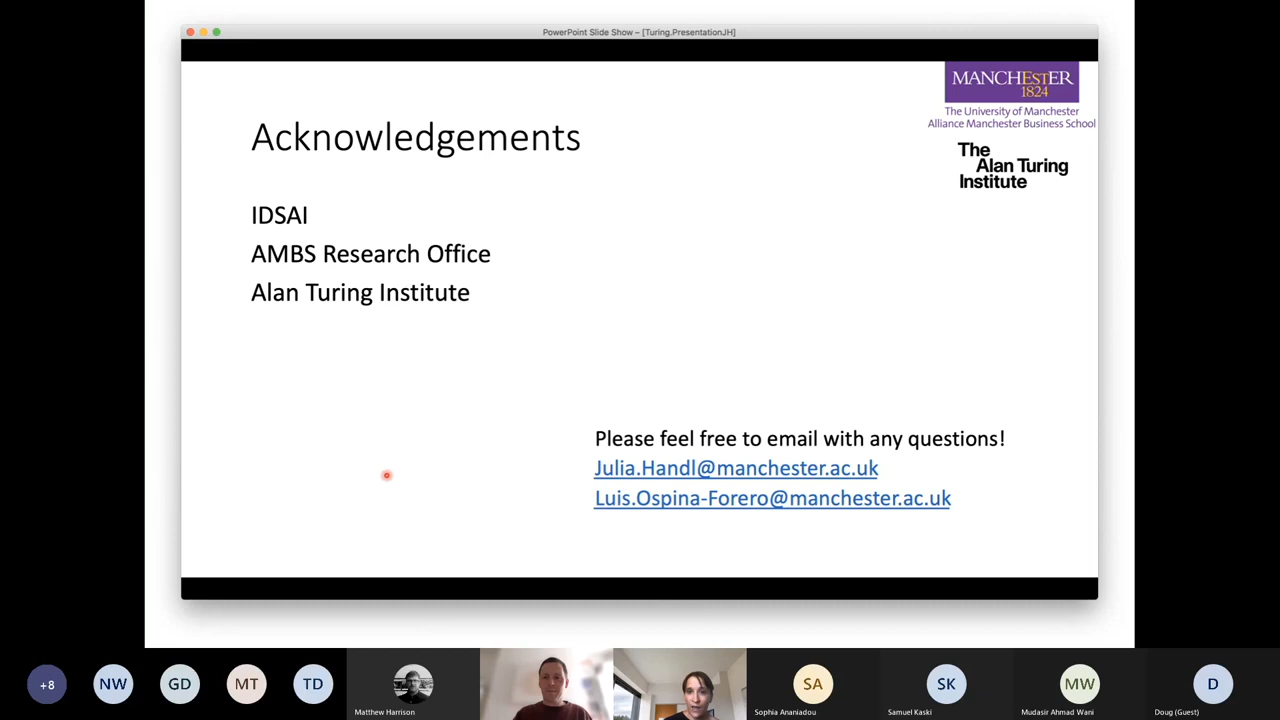 PowerPoint Slide Show – [Turing.PresentationJH]
MANCHESTER
1824
The University of Manchester
Alliance Manchester Business School
The
Alan Turing
Institute
Acknowledgements
IDSAI
AMBS Research Office
Alan Turing Institute
Please feel free to email with any questions!
Julia.Handl@manchester.ac.uk
Luis.Ospina-Forero@manchester.ac.uk
+8
NW
GD
MT
TD
Matthew Harrison
SA
Sophia Ananiadou
SK
Samuel Kaski
MW
Mudasir Ahmad Wani
D
Doug (Guest)